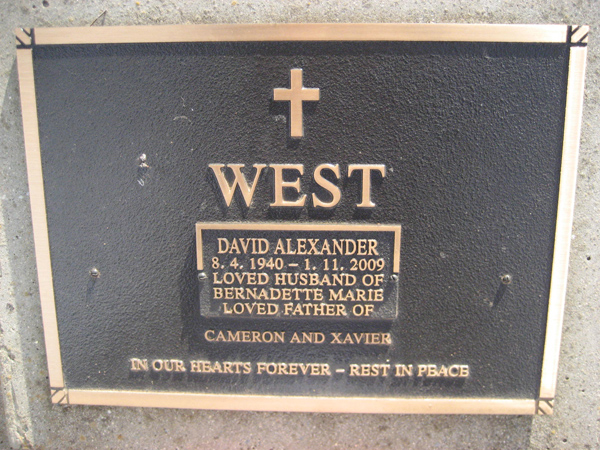 WEST
DAVID ALEXANDER
8. 4. 1940 – 1. 11. 2009
LOVED HUSBAND OF
BERNADETTE MARIE
LOVED FATHER OF
CAMERON AND XAVIER
IN OUR HEARTS FOREVER – REST IN PEACE